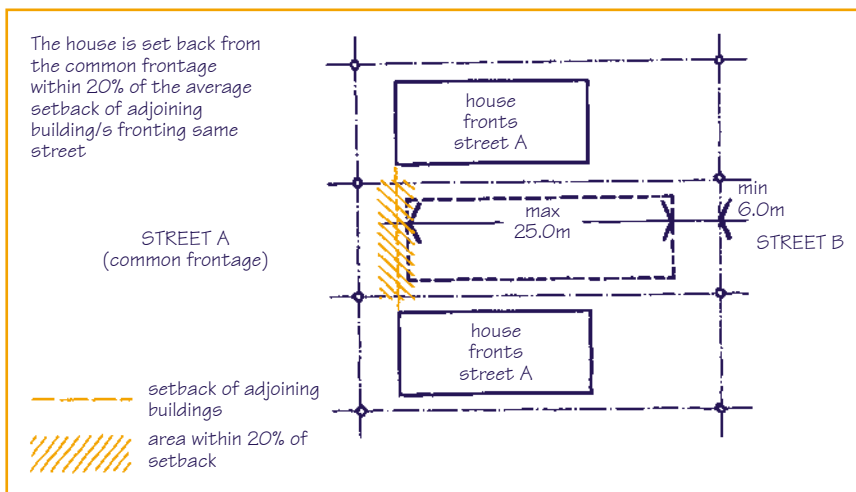 The house is set back from
the common frontage
within 20% of the average
setback of adjoining
building/s fronting same
street
house
fronts
street A
max
25.0m
min
6.0m
STREET A
(common frontage)
STREET B
house
fronts
street A
setback of adjoining
buildings
area within 20% of
setback